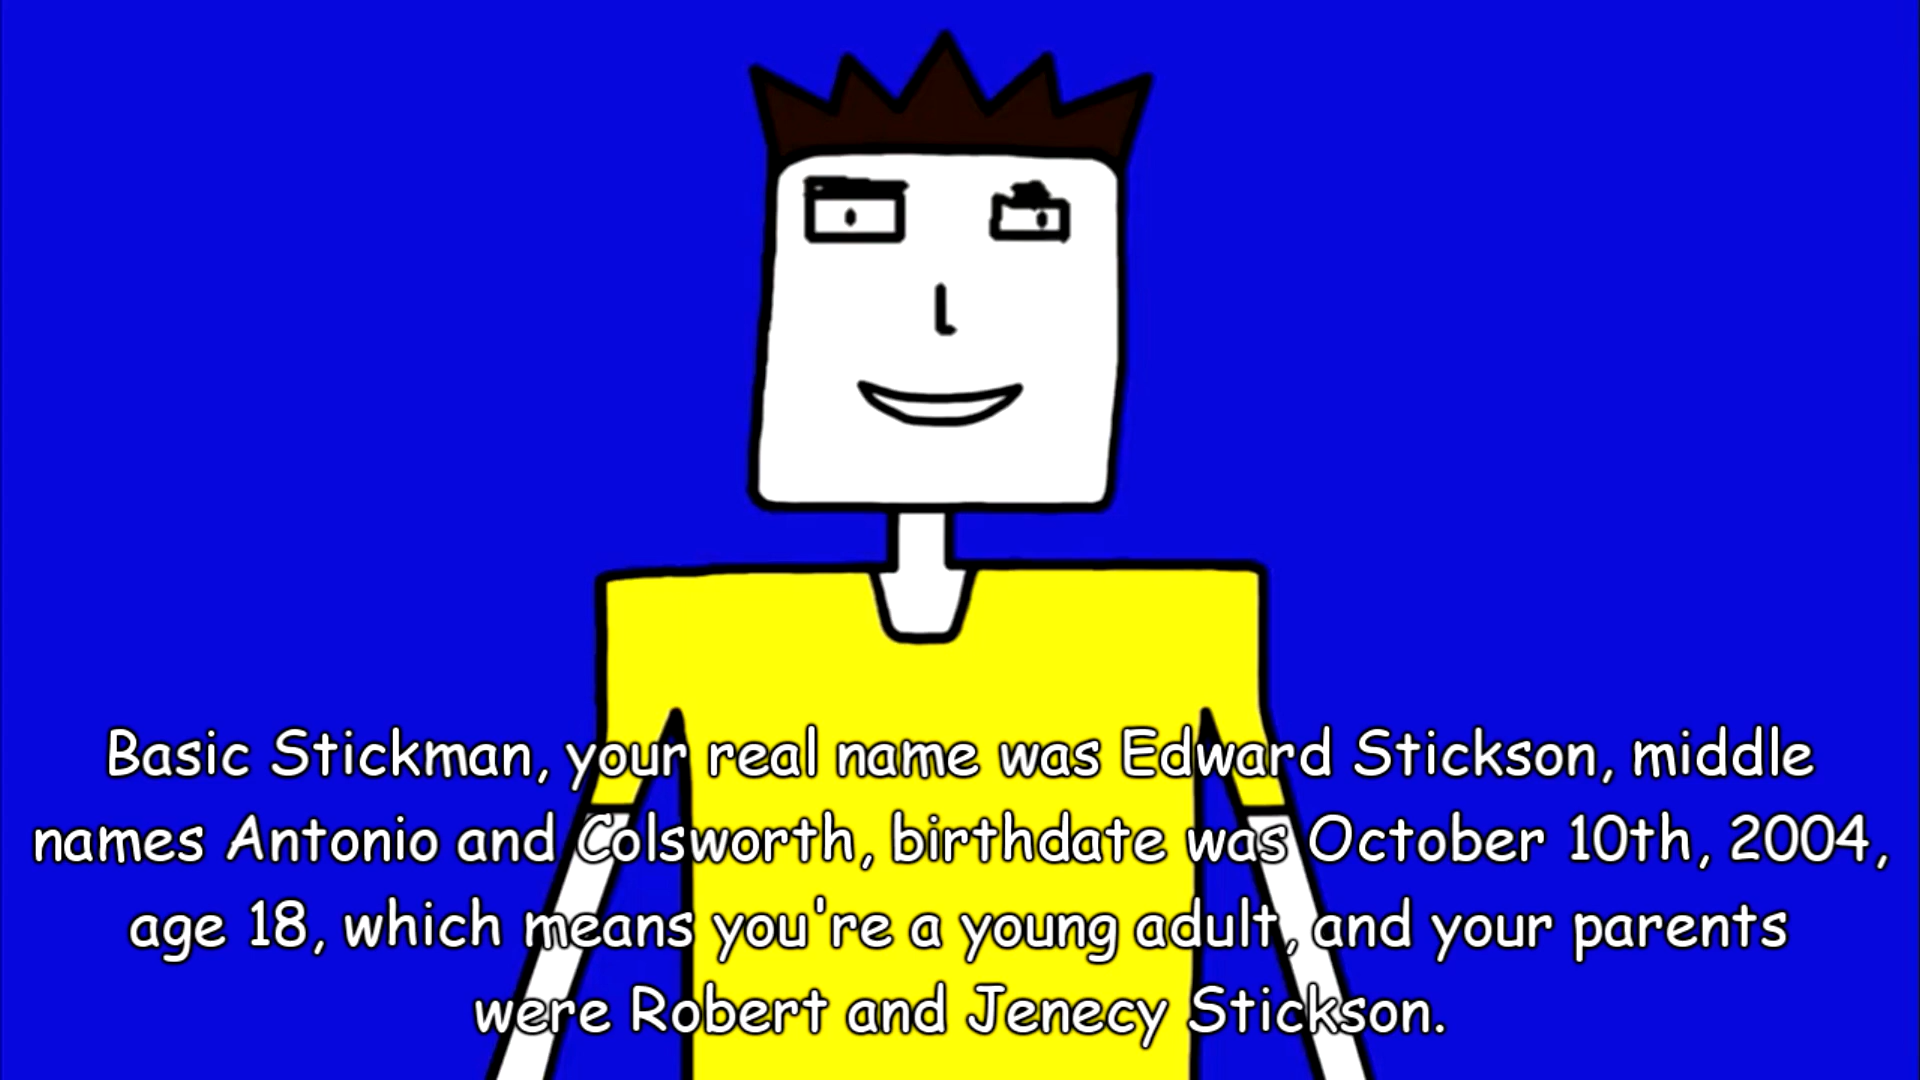 Basic Stickman, your real name was Edward Stickson, middle
names Antonio and Colsworth, birthdate was October 10th, 2004,
age 18, which means you're a young adult, and your parents
were Robert and Jenecy Stickson.